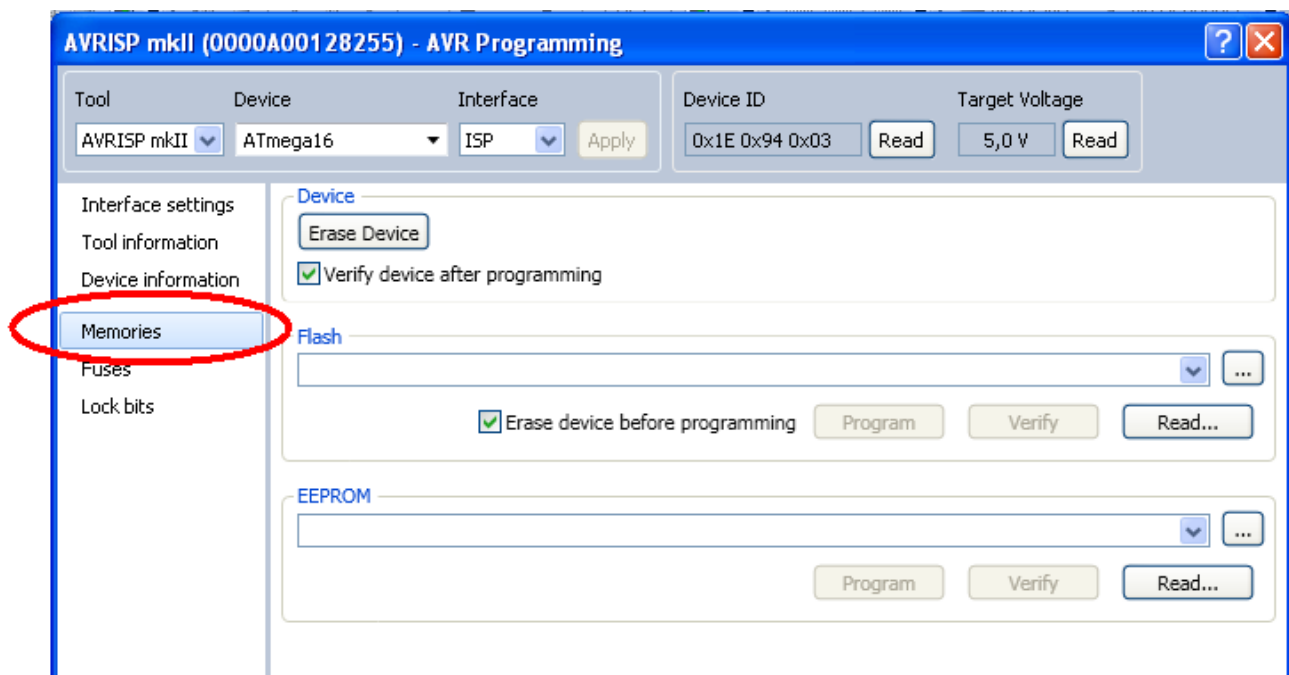 AVRISP mkII (0000A00128255) - AVR Programming
Tool Device Interface Device ID Target Voltage
AVRISP mkII ATmega16 ISP Apply 0x1E 0x94 0x03 Read 5,0 V Read
Interface settings
Tool information
Device information
Memories
Fuses
Lock bits
Device
Erase Device
Verify device after programming
Flash
...
Erase device before programming Program Verify Read...
EEPROM
...
Program Verify Read...